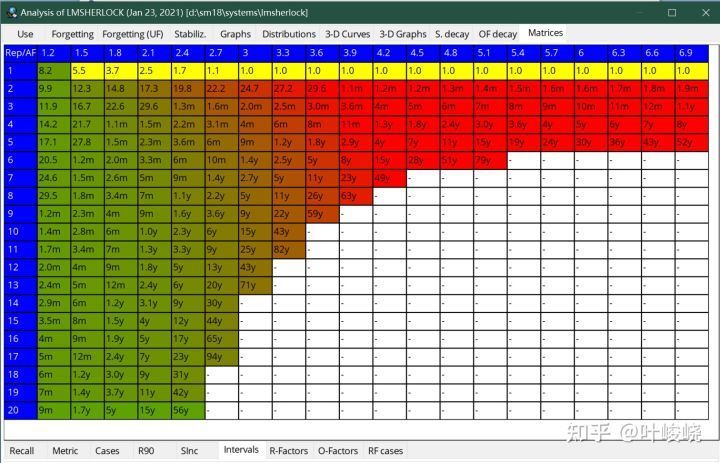 Analysis of LMSHERLOCK (Jan 23, 2021) [d:\sm18\systems\lmsherlock]
Use Forgetting Forgetting (UF) Stabiliz. Graphs Distributions 3-D Curves 3-D Graphs S. decay OF decay Matrices
Rep/AF 1.2 1.5 1.8 2.1 2.4 2.7 3 3.3 3.6 3.9 4.2 4.5 4.8 5.1 5.4 5.7 6 6.3 6.6 6.9
1 8.2 5.5 3.7 2.5 1.7 1.1 1.0 1.0 1.0 1.0 1.0 1.0 1.0 1.0 1.0 1.0 1.0 1.0 1.0 1.0
2 9.9 12.3 14.8 17.3 19.8 22.2 24.7 27.2 29.6 1.1m 1.2m 1.2m 1.3m 1.4m 1.5m 1.6m 1.6m 1.7m 1.8m 1.9m
3 11.9 16.7 22.6 29.6 1.3m 1.6m 2.0m 2.5m 3.0m 3.6m 4m 5m 6m 7m 8m 9m 10m 11m 12m 1.1y
4 14.2 21.7 1.1m 1.5m 2.2m 3.1m 4m 6m 8m 11m 1.3y 1.8y 2.4y 3.0y 3.6y 4y 5y 6y 7y 8y
5 17.1 27.8 1.5m 2.3m 3.6m 6m 9m 1.2y 1.8y 2.9y 4y 7y 11y 15y 19y 24y 30y 36y 43y 52y
6 20.5 1.2m 2.0m 3.3m 6m 10m 1.4y 2.5y 5y 8y 15y 28y 51y 79y - - - - - -
7 24.6 1.5m 2.6m 5m 9m 1.4y 2.7y 5y 11y 23y 49y - - - - - - - - -
8 29.5 1.8m 3.4m 7m 1.1y 2.2y 5y 11y 26y 63y - - - - - - - - - -
9 1.2m 2.3m 4m 9m 1.6y 3.6y 9y 22y 59y - - - - - - - - - - -
10 1.4m 2.8m 6m 1.0y 2.3y 6y 15y 43y - - - - - - - - - - - -
11 1.7m 3.4m 7m 1.3y 3.3y 9y 25y 82y - - - - - - - - - - - -
12 2.0m 4m 9m 1.8y 5y 13y 43y - - - - - - - - - - - - -
13 2.4m 5m 12m 2.4y 6y 20y 71y - - - - - - - - - - - - -
14 2.9m 6m 1.2y 3.1y 9y 30y - - - - - - - - - - - - - -
15 3.5m 8m 1.5y 4y 12y 44y - - - - - - - - - - - - - -
16 4m 9m 1.9y 5y 17y 65y - - - - - - - - - - - - - -
17 5m 12m 2.4y 7y 23y 94y - - - - - - - - - - - - - -
18 6m 1.2y 3.0y 9y 31y - - - - - - - - - - - - - - -
19 7m 1.4y 3.7y 11y 42y - - - - - - - - - - - - - - -
20 9m 1.7y 5y 15y 56y - - - - - - - - - - - - - - -
知乎 @叶峻峣
Recall Metric Cases R90 SInc Intervals R-Factors O-Factors RF cases